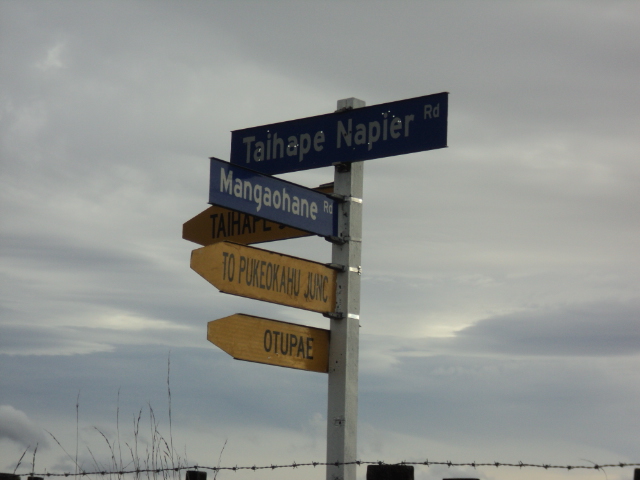 Taihape Napier Rd
Mangaohane Rd
TAIHAPE
TO PUKEOKAHU JUNC
OTUPAE